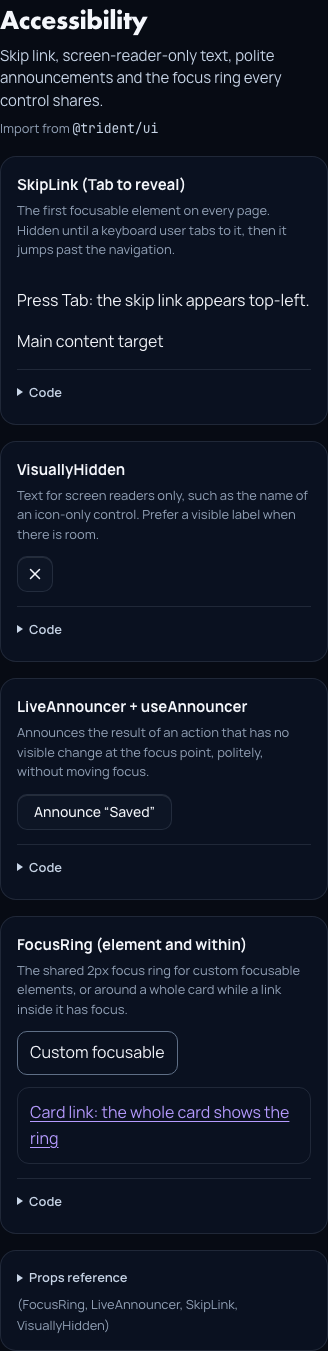 Accessibility
Skip link, screen-reader-only text, polite
announcements and the focus ring every
control shares.
Import from @trident/ui
SkipLink (Tab to reveal)
The first focusable element on every page.
Hidden until a keyboard user tabs to it, then it
jumps past the navigation.
Press Tab: the skip link appears top-left.
Main content target
Code
VisuallyHidden
Text for screen readers only, such as the name of
an icon-only control. Prefer a visible label when
there is room.
Code
LiveAnnouncer + useAnnouncer
Announces the result of an action that has no
visible change at the focus point, politely,
without moving focus.
Announce “Saved”
Code
FocusRing (element and within)
The shared 2px focus ring for custom focusable
elements, or around a whole card while a link
inside it has focus.
Custom focusable
Card link: the whole card shows the
ring
Code
Props reference
(FocusRing, LiveAnnouncer, SkipLink,
VisuallyHidden)